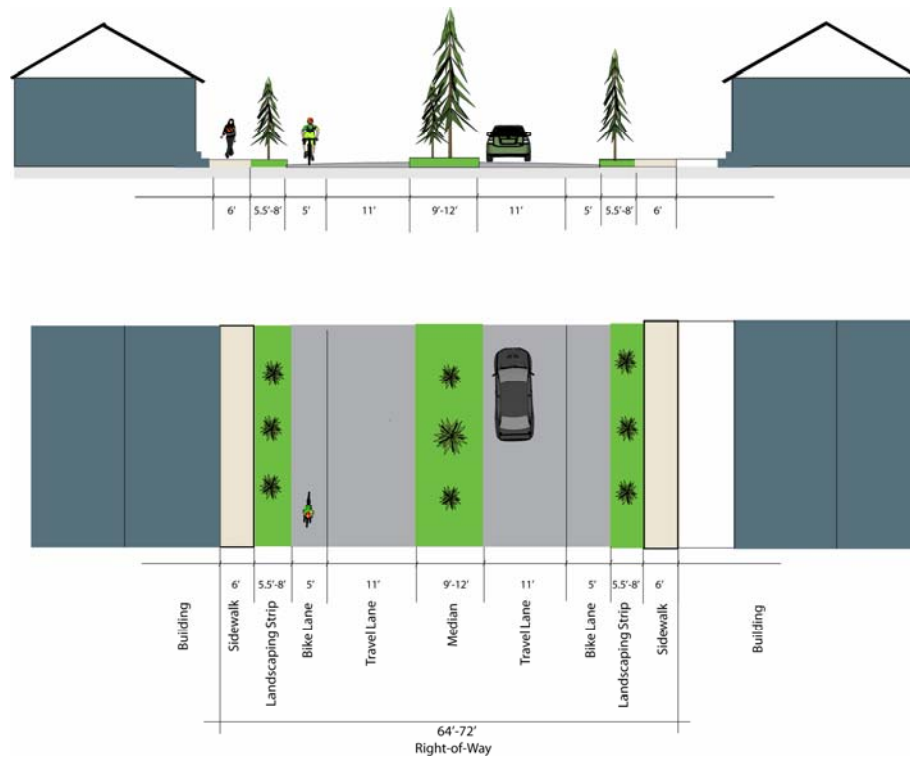 6' 5.5'-8' 5' 11' 9'-12' 11' 5' 5.5'-8' 6'
6' 5.5'-8' 5' 11' 9'-12' 11' 5' 5.5'-8' 6'
Building
Sidewalk
Landscaping Strip
Bike Lane
Travel Lane
Median
Travel Lane
Bike Lane
Landscaping Strip
Sidewalk
Building
64'-72'
Right-of-Way